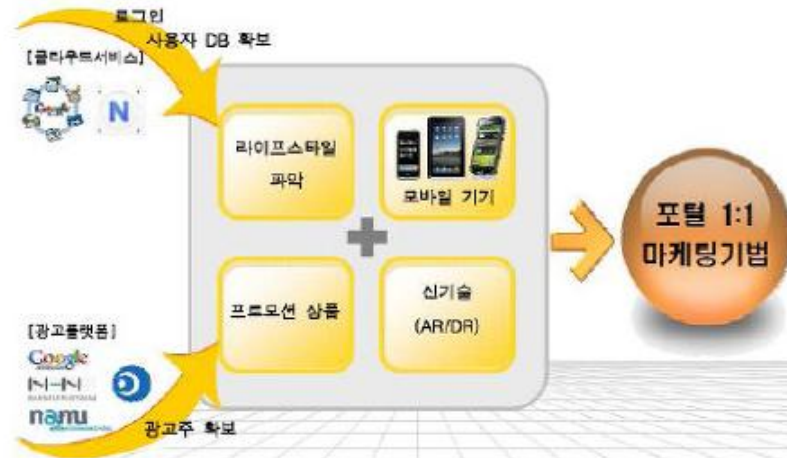 로그인
사용자 DB 확보
[클라우드서비스]
Google
N
라이프스타일
파악
모바일 기기
포털 1:1
마케팅기법
프로모션 상품
신기술
(AR/DR)
[광고플랫폼]
Google
namu
광고주 확보